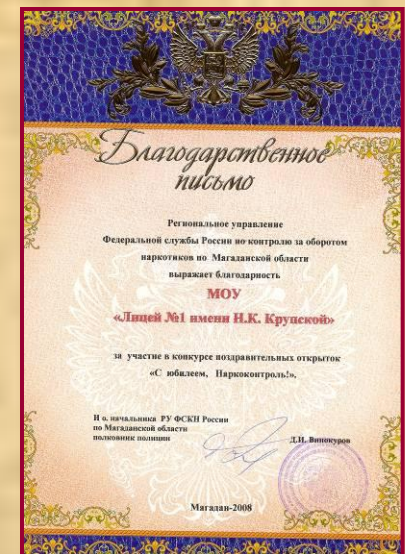 Благодарственное
письмо
Региональное управление
Федеральной службы России по контролю за оборотом
наркотиков по Магаданской области
выражает благодарность
МОУ
«Лицей №1 имени Н.К. Крупской»
за участие в конкурсе поздравительных открыток
«С юбилеем, Наркоконтроль!».
И о. начальника РУ ФСКН России
по Магаданской области
полковник полиции
Д.И. Винокуров
Магадан-2008